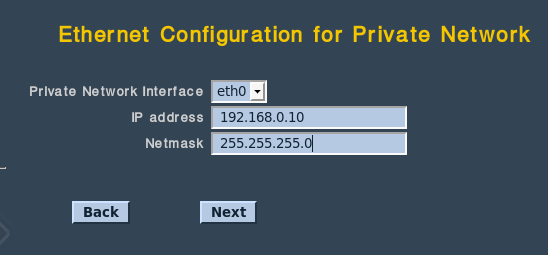 Ethernet Configuration for Private Network
Private Network Interface eth0
IP address 192.168.0.10
Netmask 255.255.255.0
Back Next